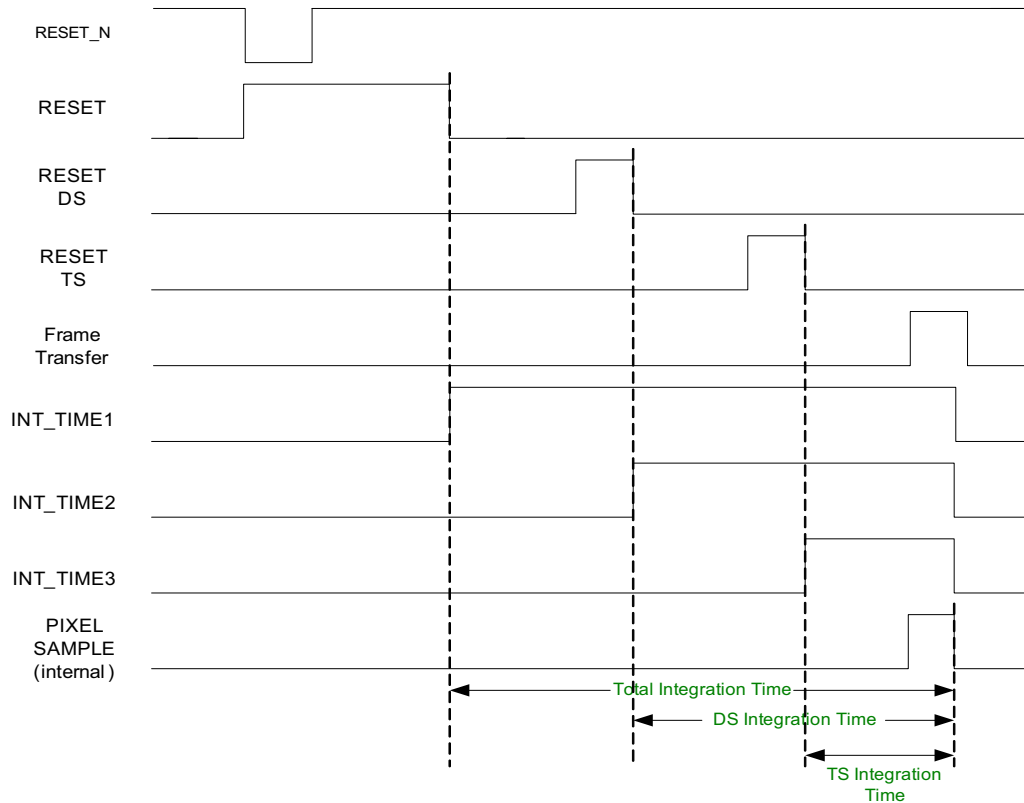 RESET_N
RESET
RESET
DS
RESET
TS
Frame
Transfer
INT_TIME1
INT_TIME2
INT_TIME3
PIXEL
SAMPLE
(internal)
Total Integration Time
DS Integration Time
TS Integration
Time